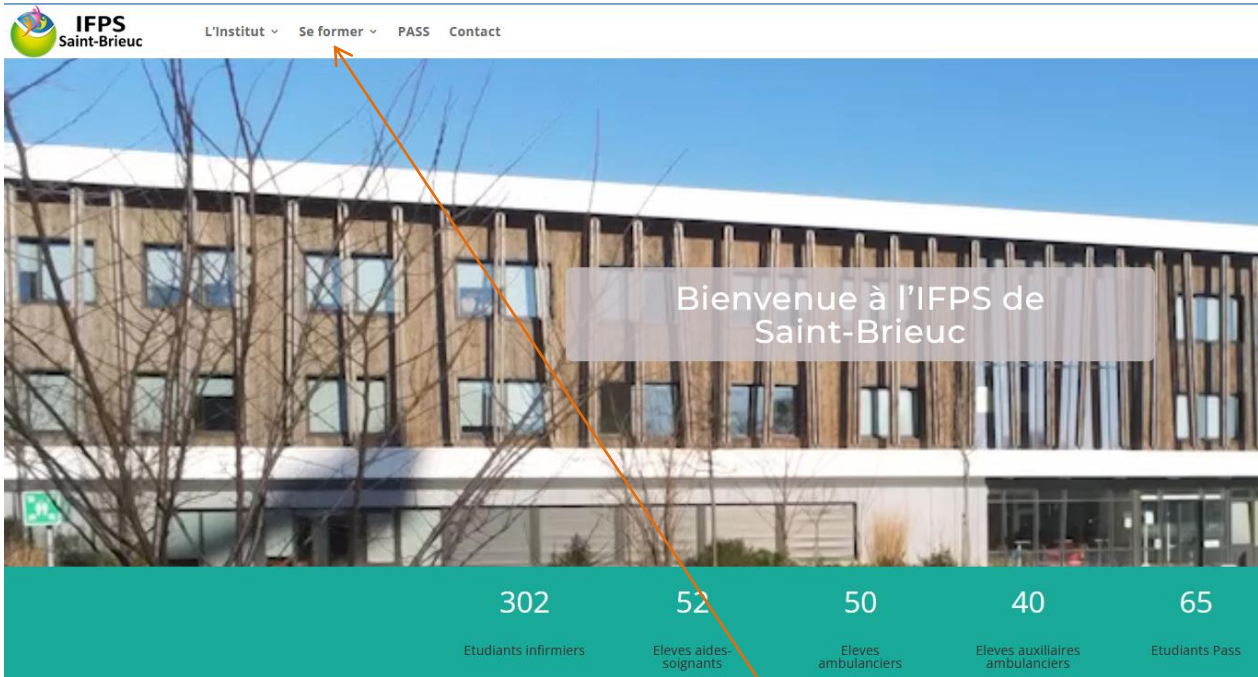 IFPS
Saint-Brieuc
L'Institut
Se former
PASS
Contact
Bienvenue à l'IFPS de
Saint-Brieuc
302
52
50
40
65
Etudiants infirmiers
Eleves aides-
soignants
Eleves
ambulanciers
Eleves auxiliaires
ambulanciers
Etudiants Pass